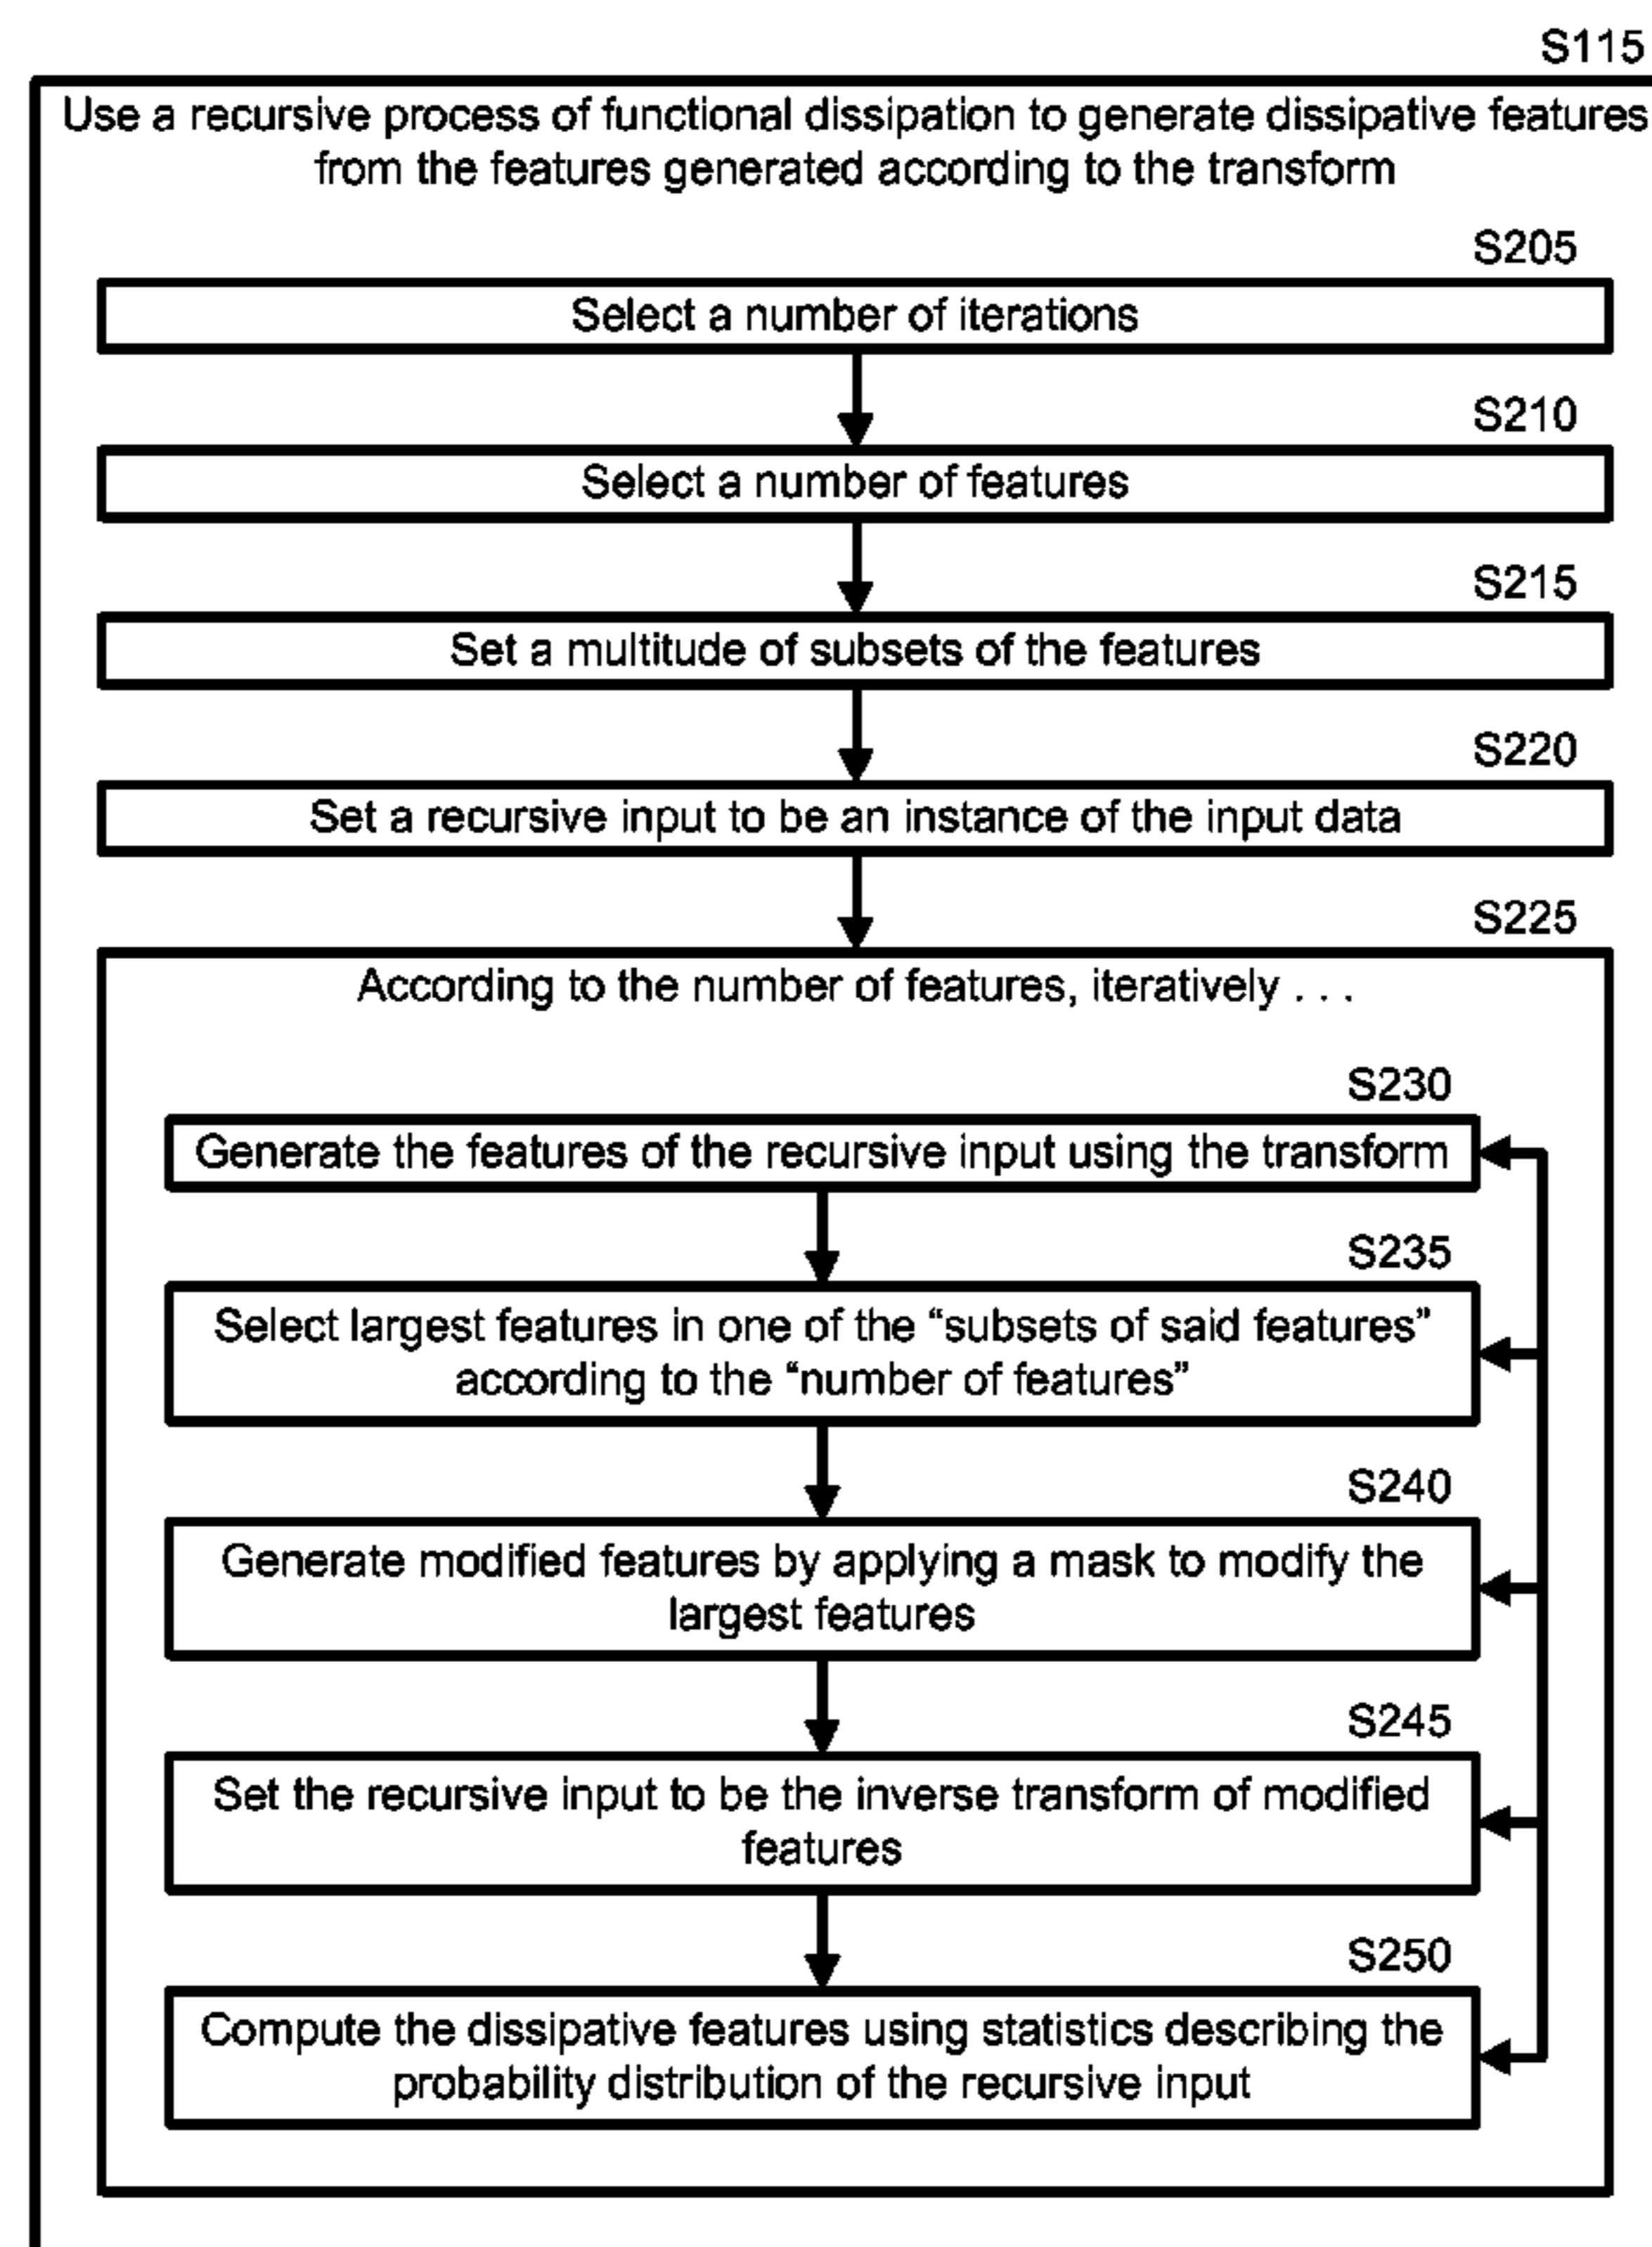 S115
Use a recursive process of functional dissipation to generate dissipative features
from the features generated according to the transform
S205
Select a number of iterations
S210
Select a number of features
S215
Set a multitude of subsets of the features
S220
Set a recursive input to be an instance of the input data
S225
According to the number of features, iteratively . . .
S230
Generate the features of the recursive input using the transform
S235
Select largest features in one of the “subsets of said features”
according to the “number of features”
S240
Generate modified features by applying a mask to modify the
largest features
S245
Set the recursive input to be the inverse transform of modified
features
S250
Compute the dissipative features using statistics describing the
probability distribution of the recursive input